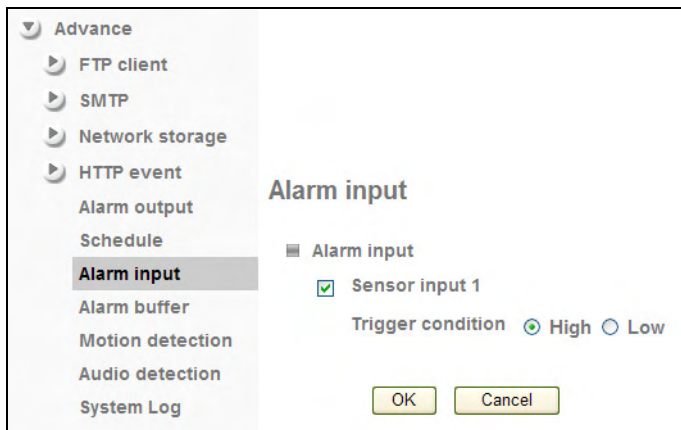 Advance
FTP client
SMTP
Network storage
HTTP event
Alarm output
Schedule
Alarm input
Alarm buffer
Motion detection
Audio detection
System Log
Alarm input
Alarm input
Sensor input 1
Trigger condition High Low
OK Cancel